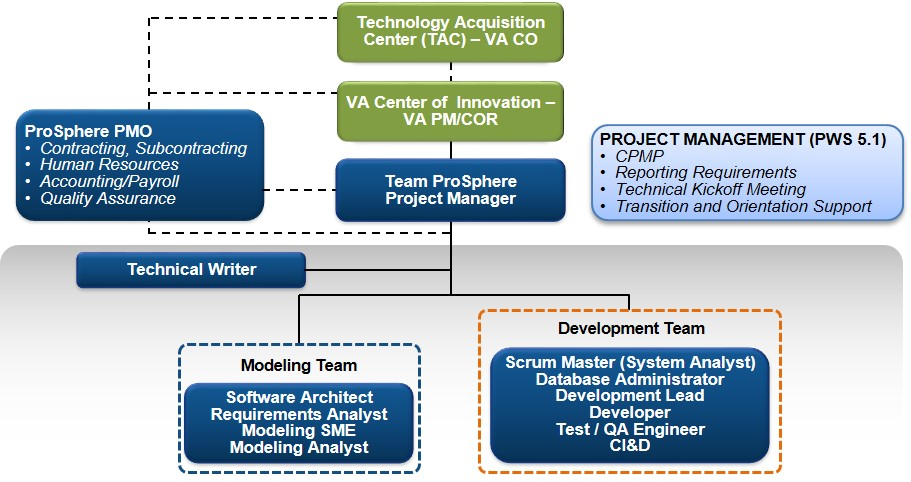 Technology Acquisition
Center (TAC) – VA CO
VA Center of Innovation –
VA PM/COR
ProSphere PMO
• Contracting, Subcontracting
• Human Resources
• Accounting/Payroll
• Quality Assurance
Team ProSphere
Project Manager
PROJECT MANAGEMENT (PWS 5.1)
• CPMP
• Reporting Requirements
• Technical Kickoff Meeting
• Transition and Orientation Support
Technical Writer
Modeling Team
Software Architect
Requirements Analyst
Modeling SME
Modeling Analyst
Development Team
Scrum Master (System Analyst)
Database Administrator
Development Lead
Developer
Test / QA Engineer
CI&D